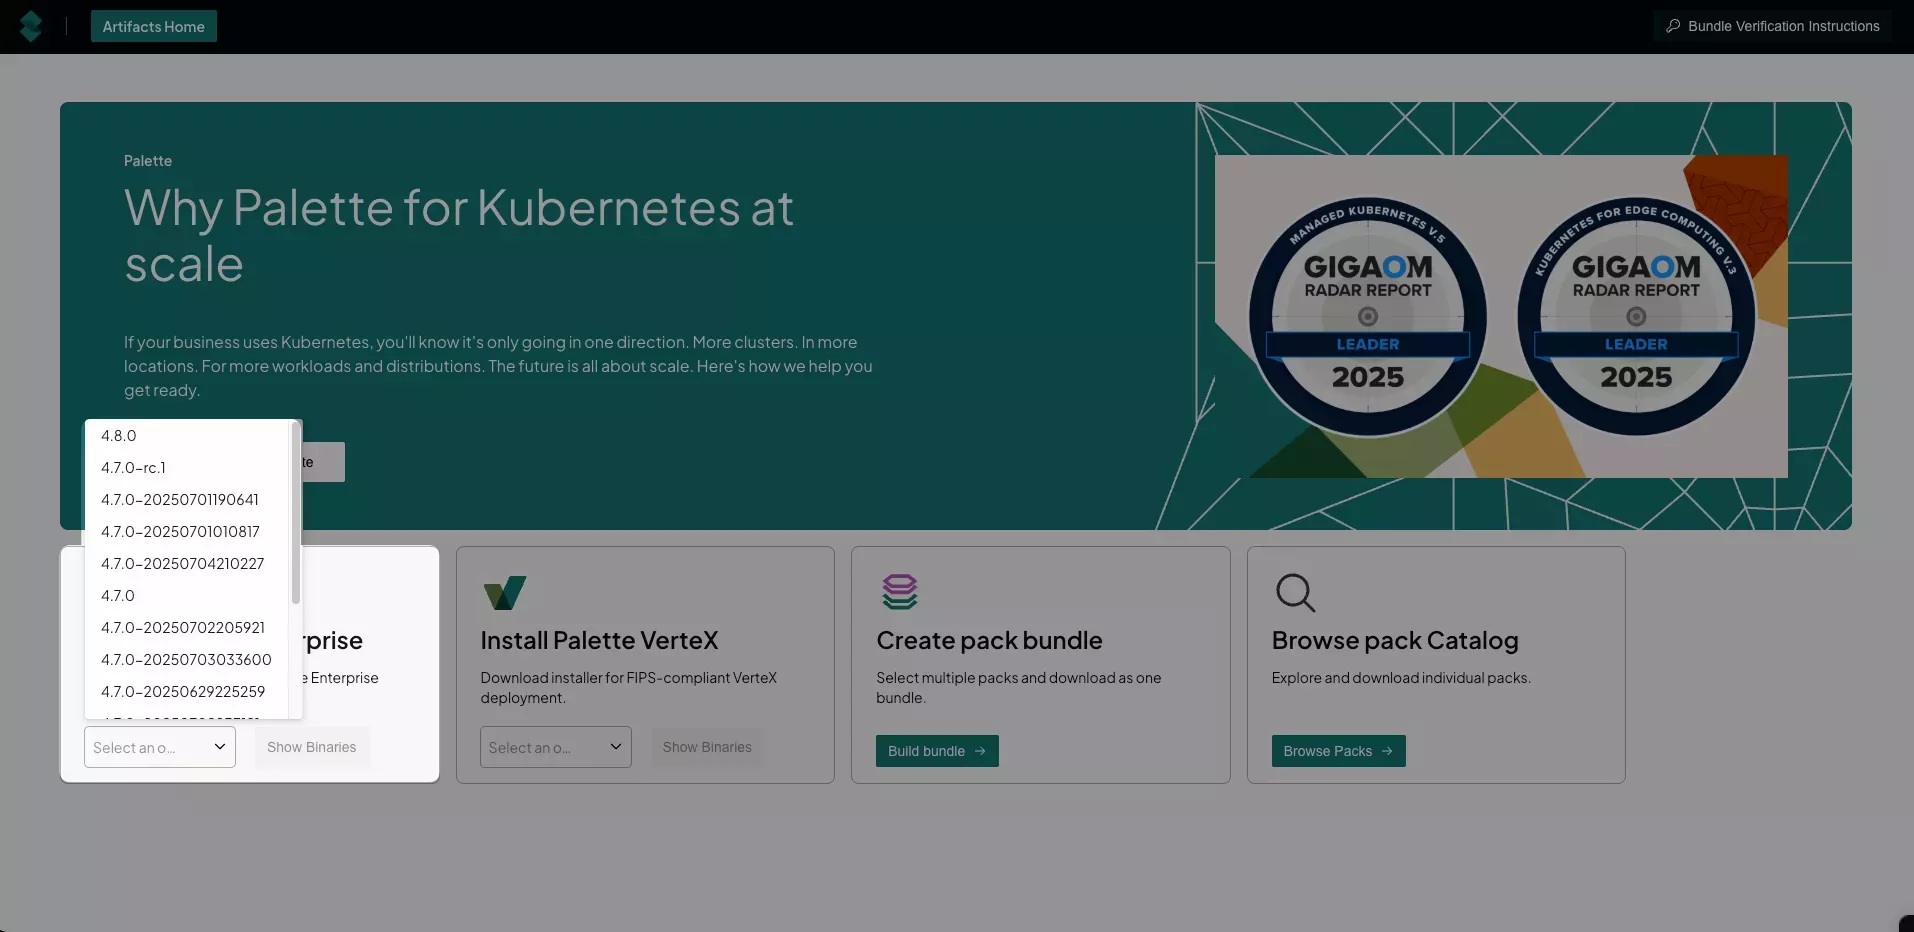 Artifacts Home
Bundle Verification Instructions
Palette
Why Palette for Kubernetes at
scale
If your business uses Kubernetes, you'll know it's only going in one direction. More clusters. In more
locations. For more workloads and distributions. The future is all about scale. Here's how we help you
get ready.
MANAGED KUBERNETES V.5
GIGAOM
RADAR REPORT
LEADER
2025
KUBERNETES FOR EDGE COMPUTING V.3
GIGAOM
RADAR REPORT
LEADER
2025
4.8.0
4.7.0-rc.1
4.7.0-20250701190641
4.7.0-20250701010817
4.7.0-20250704210227
4.7.0
4.7.0-20250702205921
4.7.0-20250703033600
4.7.0-20250629225259
te
rprise
e Enterprise
Select an o...
Show Binaries
Install Palette VerteX
Download installer for FIPS-compliant VerteX
deployment.
Select an o...
Show Binaries
Create pack bundle
Select multiple packs and download as one
bundle.
Build bundle →
Browse pack Catalog
Explore and download individual packs.
Browse Packs →